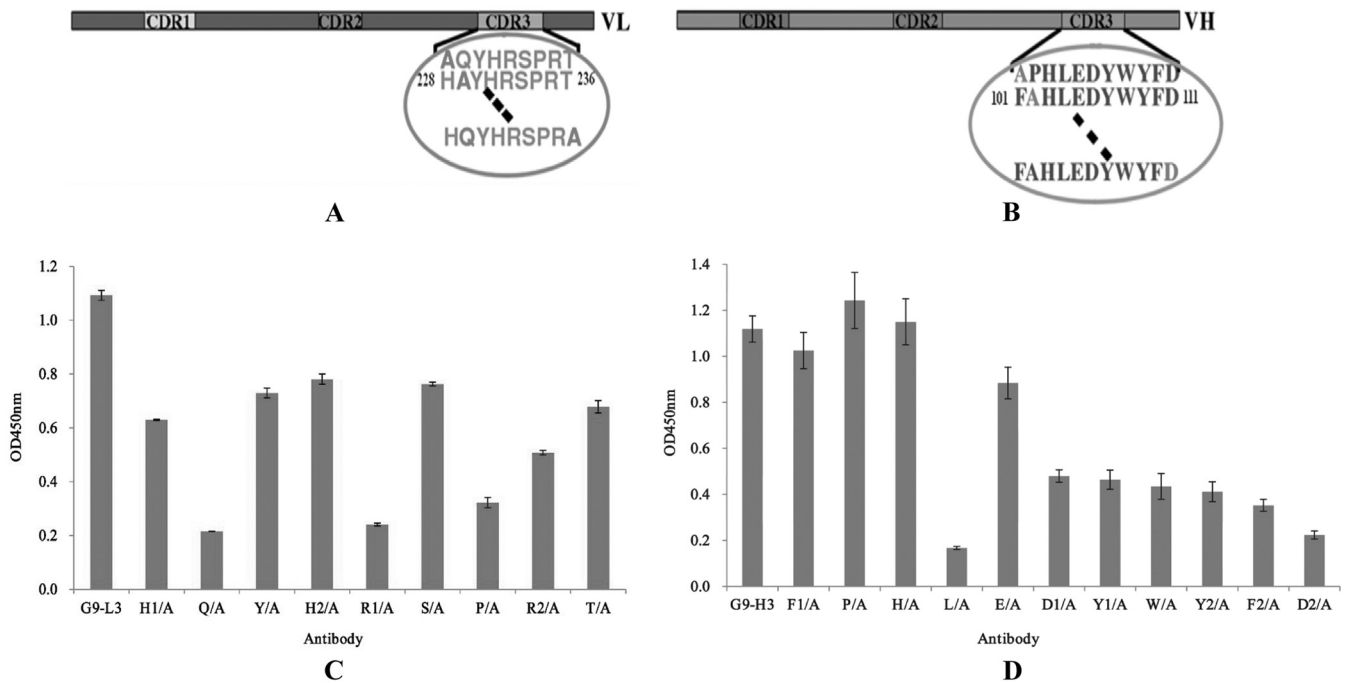 CDR1 CDR2 CDR3 VL
AQYHRSPRT
228 HAYHRSPRT 236
HQYHRSPRA
A
CDR1 CDR2 CDR3 VH
APHLEDYWYFD
101 FAHLEDYWYFD 111
FAHLEDYWYFD
B
1.2
1.0
0.8
0.6
0.4
0.2
0.0
OD450nm
G9-L3 H1/A Q/A Y/A H2/A R1/A S/A P/A R2/A T/A
Antibody
C
1.4
1.2
1.0
0.8
0.6
0.4
0.2
0.0
OD450nm
G9-H3 F1/A P/A H/A L/A E/A D1/A Y1/A W/A Y2/A F2/A D2/A
Antibody
D